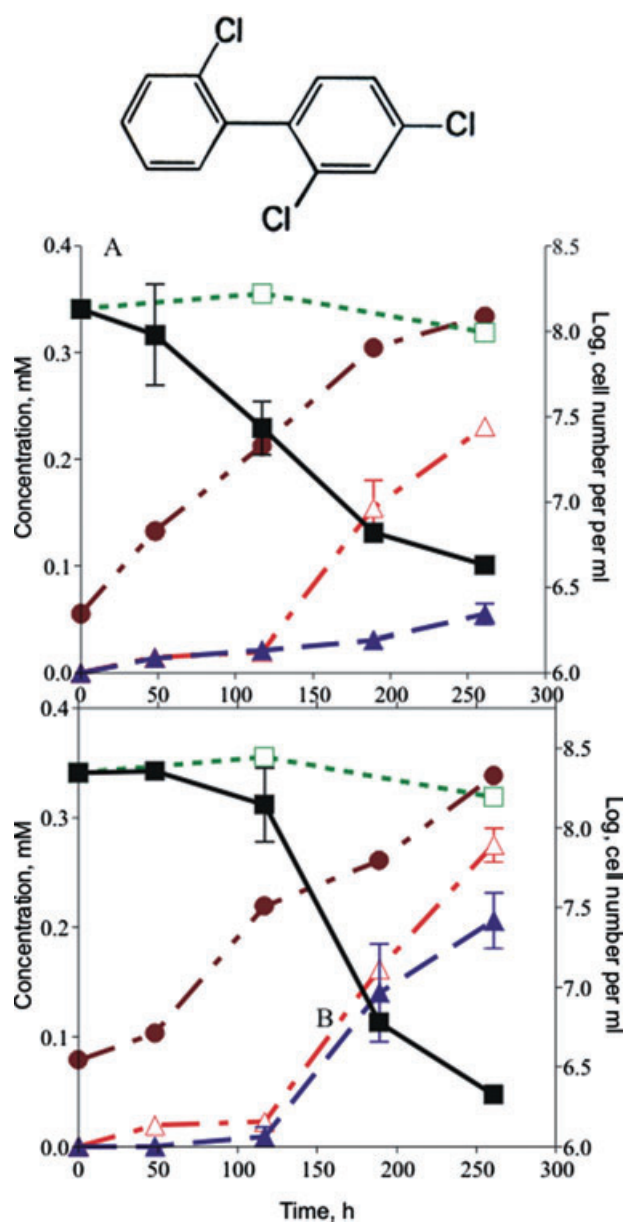 Cl
Cl
Cl
A
0.4
0.3
0.2
0.1
0.0
Concentration, mM
8.5
8.0
7.5
7.0
6.5
6.0
Log, cell number per per ml
0 50 100 150 200 250 300
B
0.4
0.3
0.2
0.1
0.0
Concentration, mM
8.5
8.0
7.5
7.0
6.5
6.0
Log, cell number per ml
0 50 100 150 200 250 300
Time, h